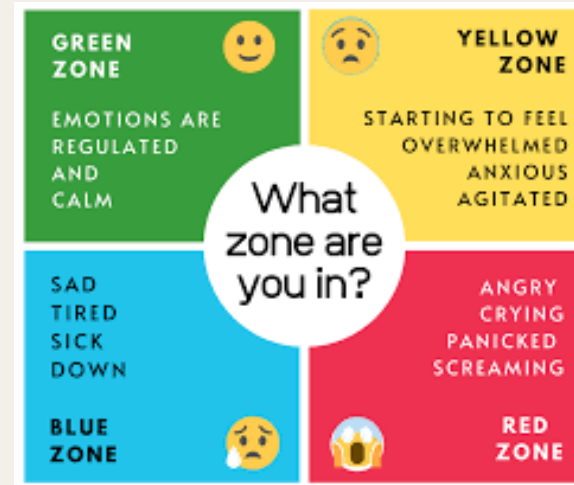 GREEN
ZONE
EMOTIONS ARE
REGULATED
AND
CALM
YELLOW
ZONE
STARTING TO FEEL
OVERWHELMED
ANXIOUS
AGITATED
What
zone are
you in?
SAD
TIRED
SICK
DOWN
BLUE
ZONE
ANGRY
CRYING
PANICKED
SCREAMING
RED
ZONE